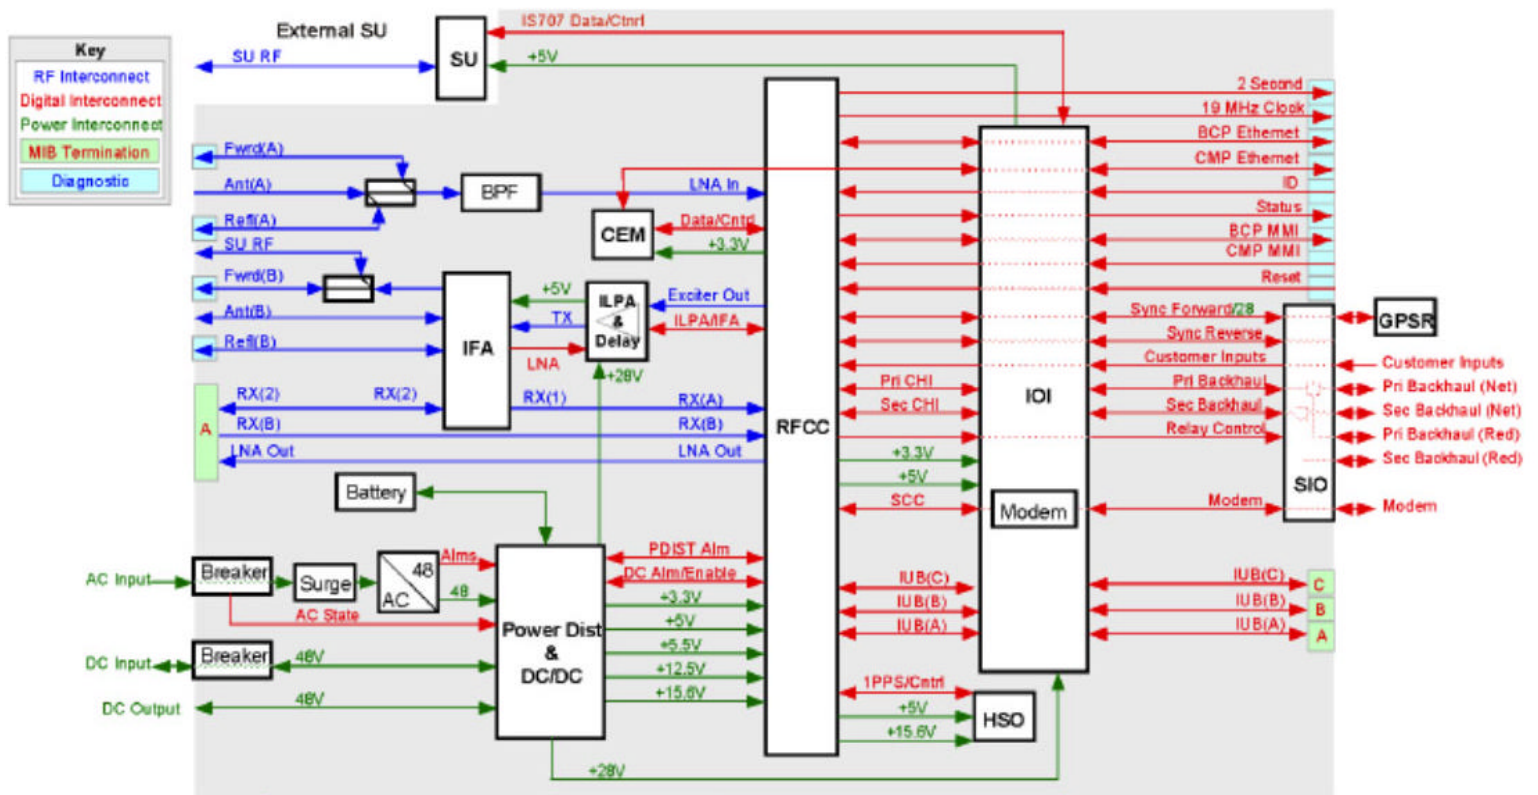 External SU
IS707 Data/Ctnrl
SU
SU RF
+5V
Key
RF Interconnect
Digital Interconnect
Power Interconnect
MIB Termination
Diagnostic
2 Second
19 MHz Clock
BCP Ethernet
CMP Ethernet
ID
Status
BCP MMI
CMP MMI
Reset
Fwrd(A)
Ant(A)
BPF
LNA In
Refl(A)
SU RF
CEM
Data/Cntrl
+3.3V
Fwrd(B)
Ant(B)
Refl(B)
IFA
+5V
TX
LNA
ILPA
&
Delay
Exciter Out
ILPA/IFA
+28V
RX(2)
RX(2)
RX(1)
RX(A)
A
RX(B)
RX(B)
LNA Out
LNA Out
RFCC
IOI
Sync Forward/28
Sync Reverse
Customer Inputs
Pri CHI
Pri Backhaul
Sec CHI
Sec Backhaul
Relay Control
+3.3V
+5V
SCC
Modem
Modem
SIO
GPSR
Customer Inputs
Pri Backhaul (Net)
Sec Backhaul (Net)
Pri Backhaul (Red)
Sec Backhaul (Red)
Modem
Battery
AC Input
Breaker
Surge
48
AC
Alms
48
AC State
DC Input
Breaker
48V
DC Output
48V
Power Dist
&
DC/DC
PDIST Alm
DC Alm/Enable
+3.3V
+5V
+5.5V
+12.5V
+15.6V
+28V
IUB(C)
IUB(B)
IUB(A)
IUB(C)
C
IUB(B)
B
IUB(A)
A
1PPS/Cntrl
+5V
+15.6V
HSO